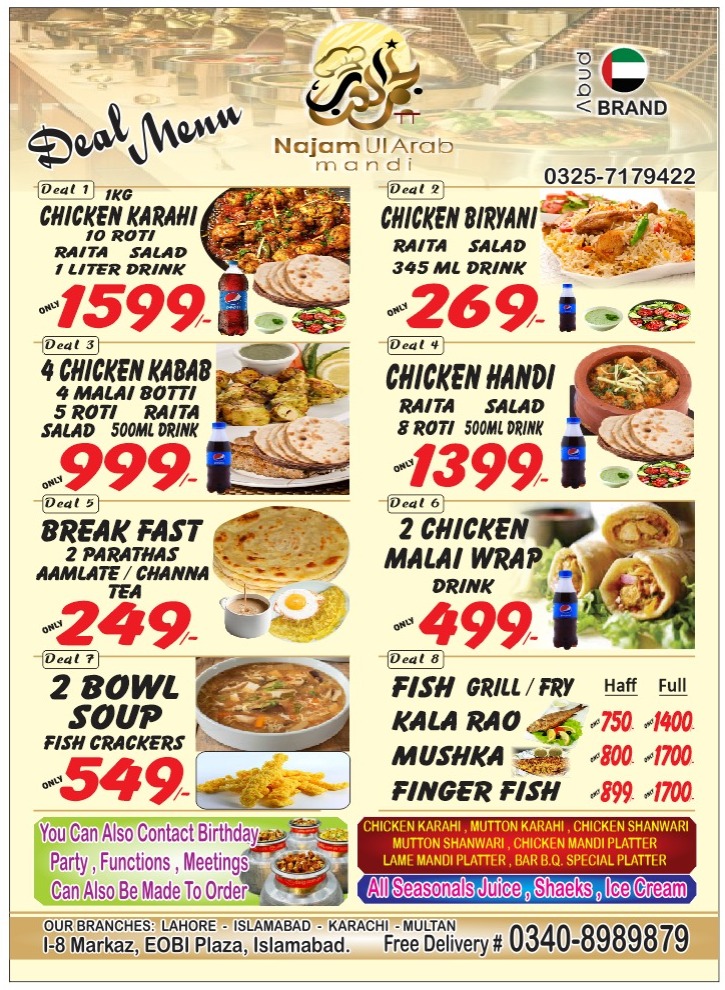 Deal Menu
Najam Ul Arab
mandi
Abud
BRAND
0325-7179422
Deal 1
1KG
CHICKEN KARAHI
10 ROTI
RAITA SALAD
1 LITER DRINK
ONLY 1599/-
Deal 2
CHICKEN BIRYANI
RAITA SALAD
345 ML DRINK
ONLY 269/-
Deal 3
4 CHICKEN KABAB
4 MALAI BOTTI
5 ROTI RAITA
SALAD 500ML DRINK
ONLY 999/-
Deal 4
CHICKEN HANDI
RAITA SALAD
8 ROTI 500ML DRINK
ONLY 1399/-
Deal 5
BREAK FAST
2 PARATHAS
AAMLATE / CHANNA
TEA
ONLY 249/-
Deal 6
2 CHICKEN
MALAI WRAP
DRINK
ONLY 499/-
Deal 7
2 BOWL
SOUP
FISH CRACKERS
ONLY 549/-
Deal 8
FISH GRILL / FRY Haff Full
KALA RAO ONLY 750 ONLY 1400
MUSHKA ONLY 800 ONLY 1700
FINGER FISH ONLY 899 ONLY 1700
You Can Also Contact Birthday
Party , Functions , Meetings
Can Also Be Made To Order
CHICKEN KARAHI , MUTTON KARAHI , CHICKEN SHANWARI
MUTTON SHANWARI , CHICKEN MANDI PLATTER
LAME MANDI PLATTER , BAR B.Q. SPECIAL PLATTER
All Seasonals Juice , Shaeks , Ice Cream
OUR BRANCHES: LAHORE - ISLAMABAD - KARACHI - MULTAN
I-8 Markaz, EOBI Plaza, Islamabad. Free Delivery # 0340-8989879